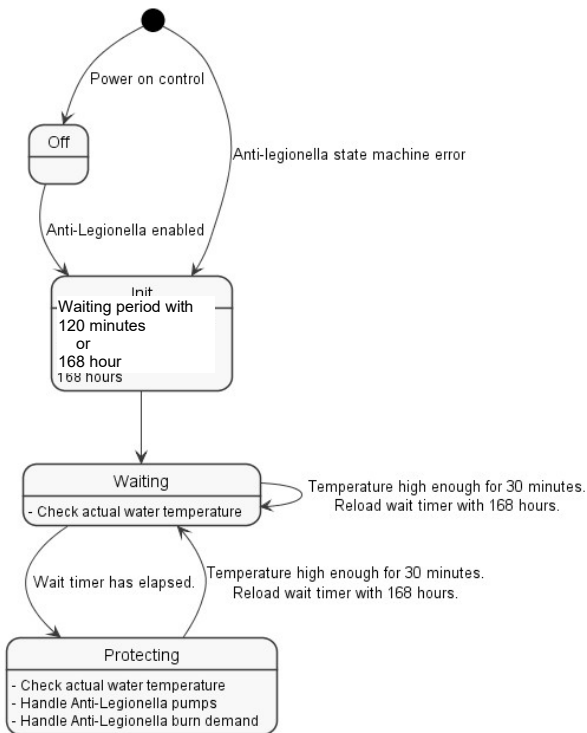 Power on control
Off
Anti-legionella state machine error
Anti-Legionella enabled
Init
Waiting period with
120 minutes
or
168 hour
168 hours
Waiting
- Check actual water temperature
Temperature high enough for 30 minutes.
Reload wait timer with 168 hours.
Wait timer has elapsed.
Temperature high enough for 30 minutes.
Reload wait timer with 168 hours.
Protecting
- Check actual water temperature
- Handle Anti-Legionella pumps
- Handle Anti-Legionella burn demand